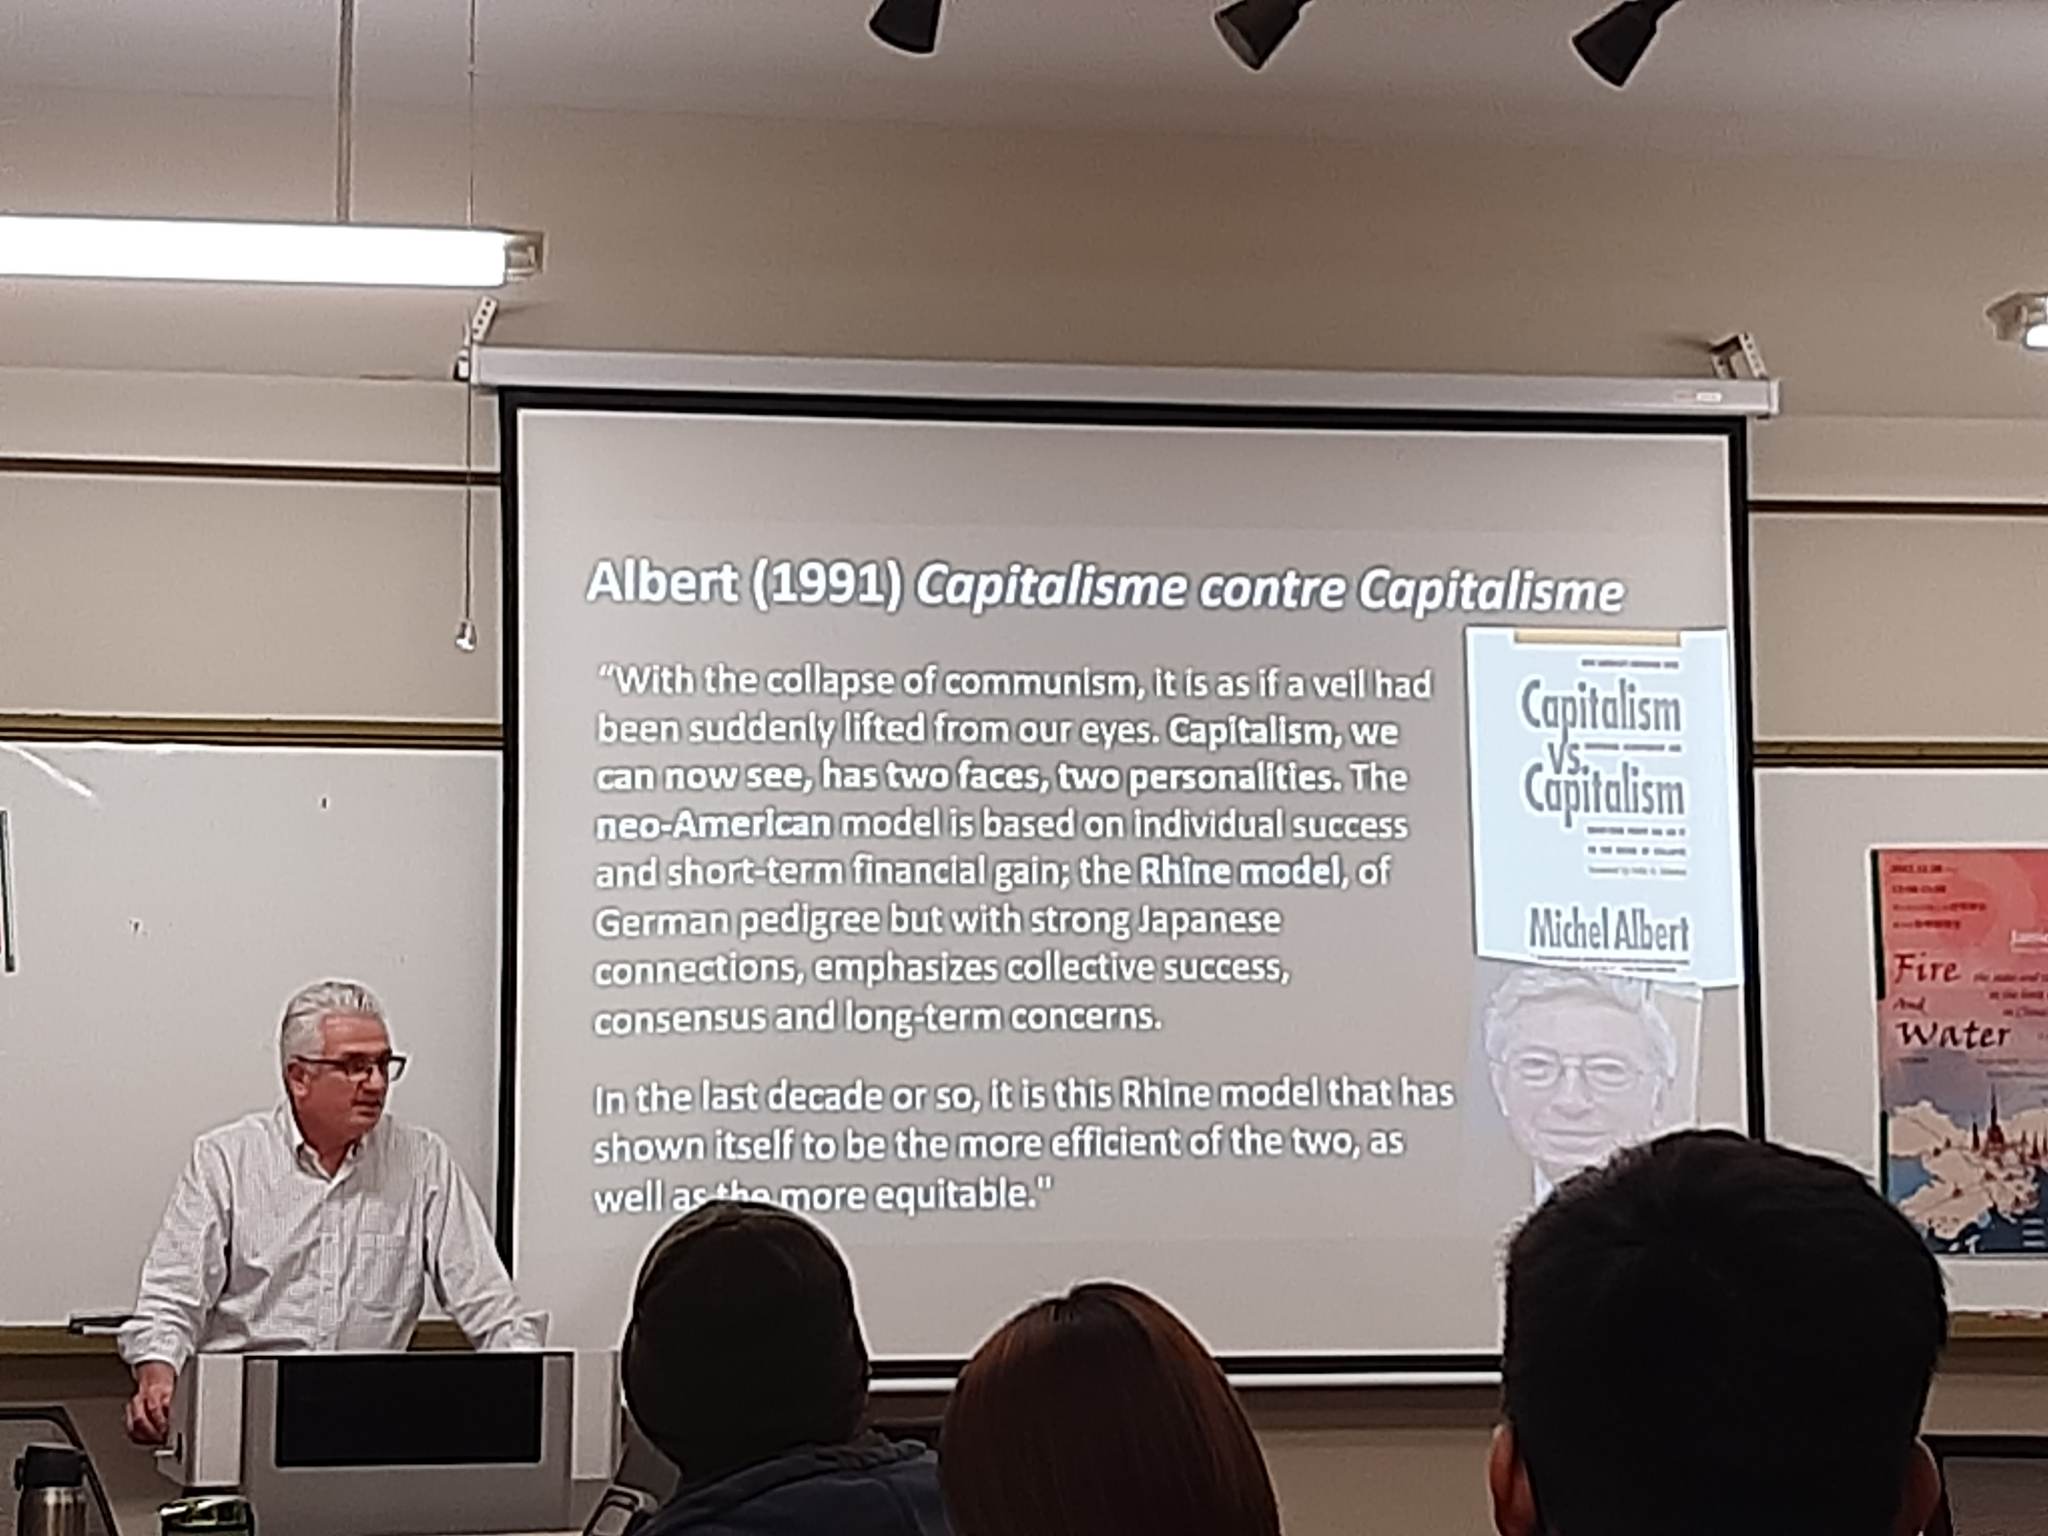 Albert (1991) Capitalisme contre Capitalisme
“With the collapse of communism, it is as if a veil had
been suddenly lifted from our eyes. Capitalism, we
can now see, has two faces, two personalities. The
neo-American model is based on individual success
and short-term financial gain; the Rhine model, of
German pedigree but with strong Japanese
connections, emphasizes collective success,
consensus and long-term concerns.
In the last decade or so, it is this Rhine model that has
shown itself to be the more efficient of the two, as
well as the more equitable."
Capitalism
vs.
Capitalism
Michel Albert
Fire
And
Water